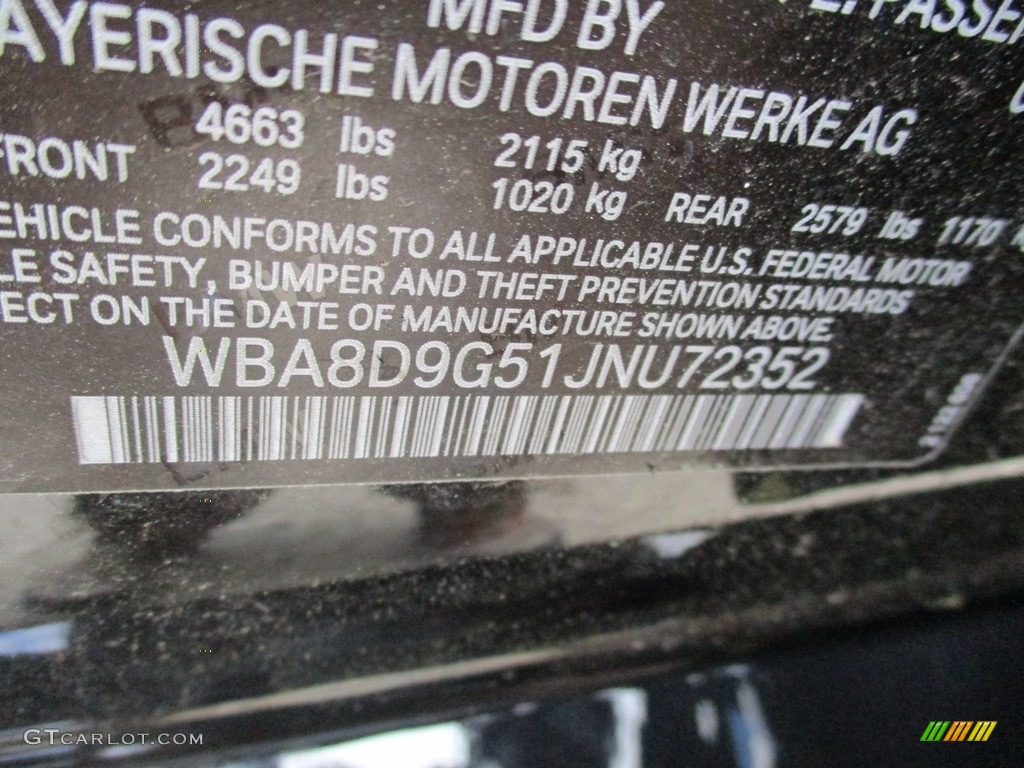 MFD BY
AYERISCHE MOTOREN WERKE AG
4663 lbs 2115 kg
FRONT 2249 lbs 1020 kg REAR 2579 lbs 1170
EHICLE CONFORMS TO ALL APPLICABLE U.S. FEDERAL MOTOR
LE SAFETY, BUMPER AND THEFT PREVENTION STANDARDS
ECT ON THE DATE OF MANUFACTURE SHOWN ABOVE.
WBA8D9G51JNU72352
GTCARLOT.COM